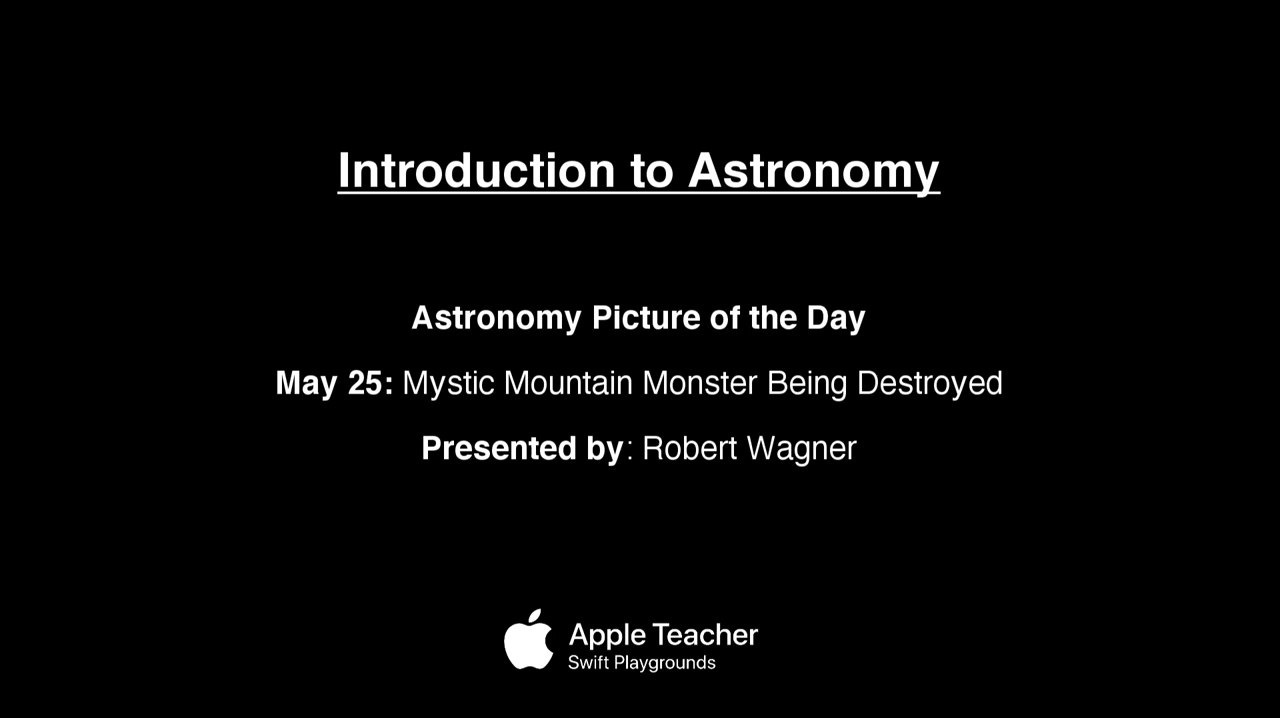 Introduction to Astronomy
Astronomy Picture of the Day
May 25: Mystic Mountain Monster Being Destroyed
Presented by: Robert Wagner
Apple Teacher
Swift Playgrounds